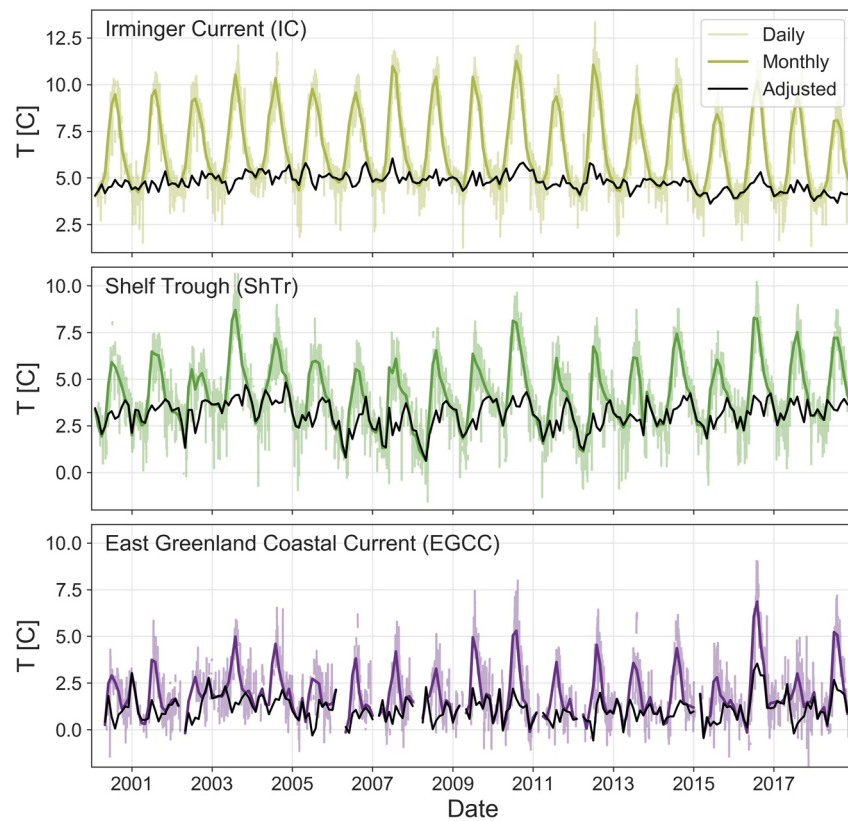 Irminger Current (IC)
Daily
Monthly
Adjusted
T [C]
12.5
10.0
7.5
5.0
2.5
Shelf Trough (ShTr)
T [C]
10.0
7.5
5.0
2.5
0.0
East Greenland Coastal Current (EGCC)
T [C]
10.0
7.5
5.0
2.5
0.0
2001 2003 2005 2007 2009 2011 2013 2015 2017
Date